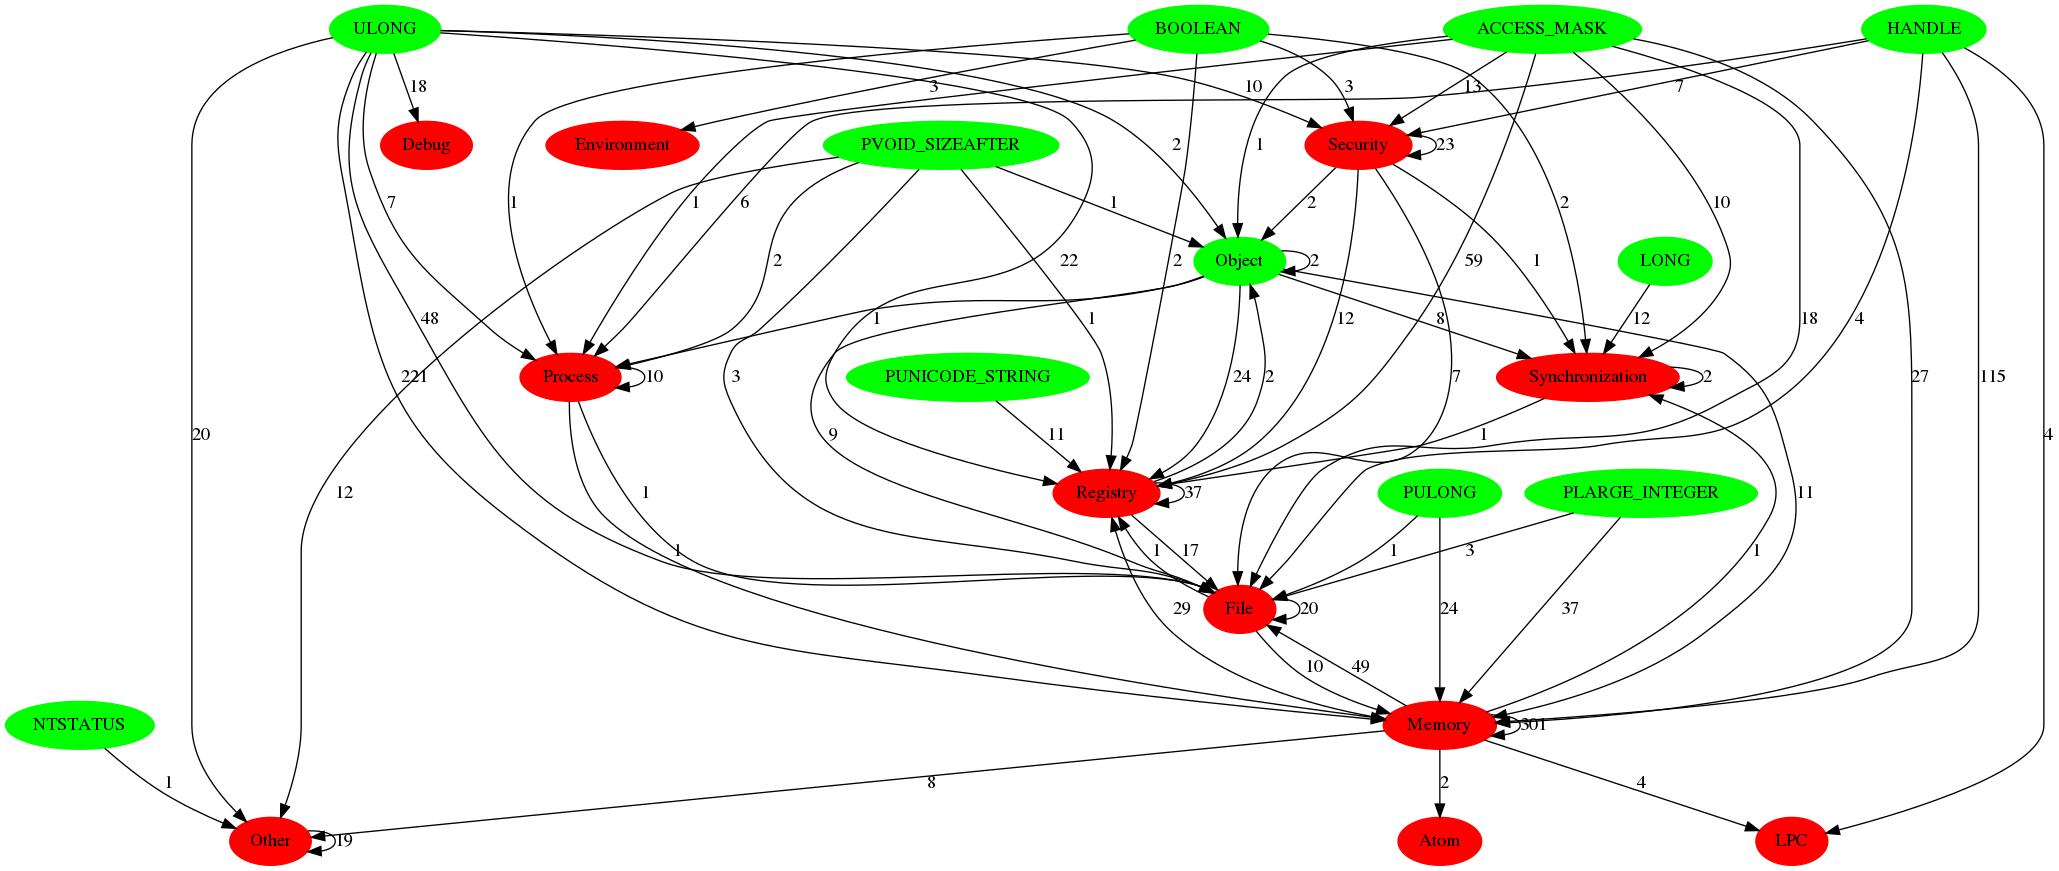 ULONG BOOLEAN ACCESS_MASK HANDLE
18 3 10 3 13 7
Debug Environment PVOID_SIZEAFTER Security 23
2 1
7 1 1 6 1 2 2 10
2 22 2 Object 2 59 1 LONG
48 1 1 12 8 12 18 4
221 Process 10 3 PUNICODE_STRING 24 2 7 Synchronization 2 27 115
20 9 11 1 4
12 1 Registry 37 PULONG PLARGE_INTEGER 11
1 1 17 1 3 1
29 File 20 24 37
10 49
NTSTATUS Memory 301
1 8 2 4
Other 19 Atom LPC